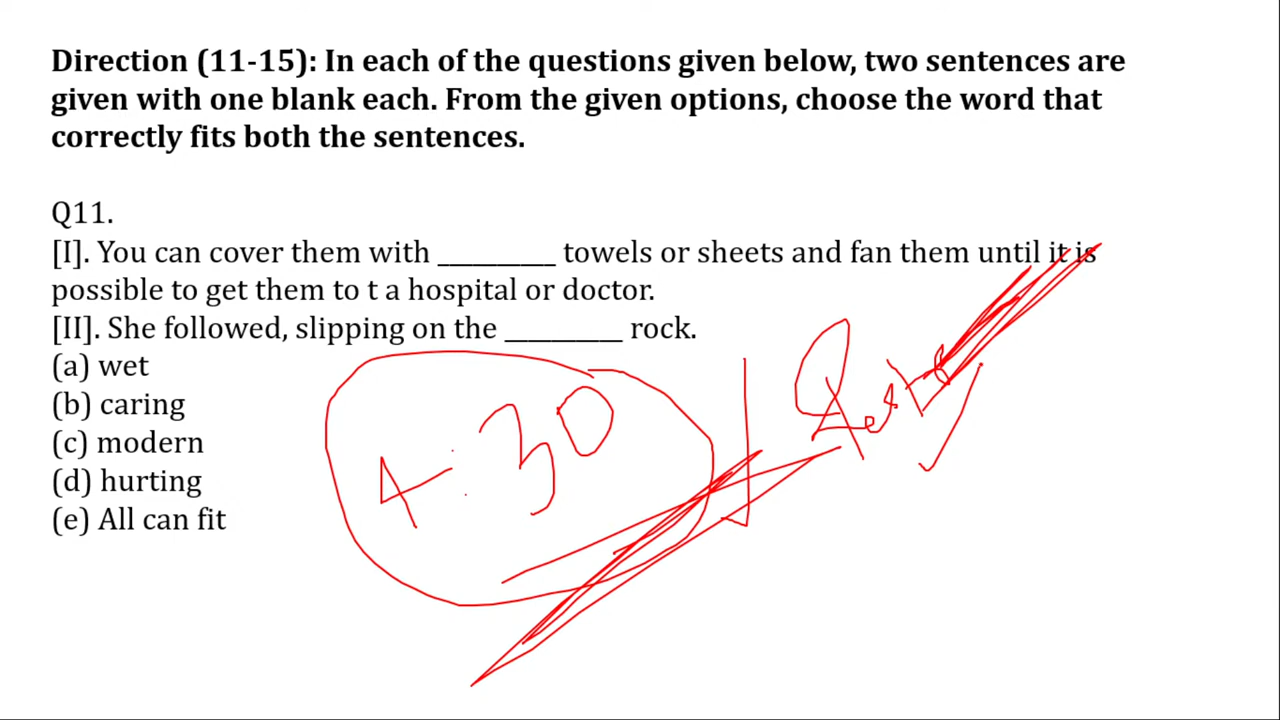 Direction (11-15): In each of the questions given below, two sentences are
given with one blank each. From the given options, choose the word that
correctly fits both the sentences.
Q11.
[I]. You can cover them with __________ towels or sheets and fan them until it is
possible to get them to t a hospital or doctor.
[II]. She followed, slipping on the __________ rock.
(a) wet
(b) caring
(c) modern
(d) hurting
(e) All can fit
4:30